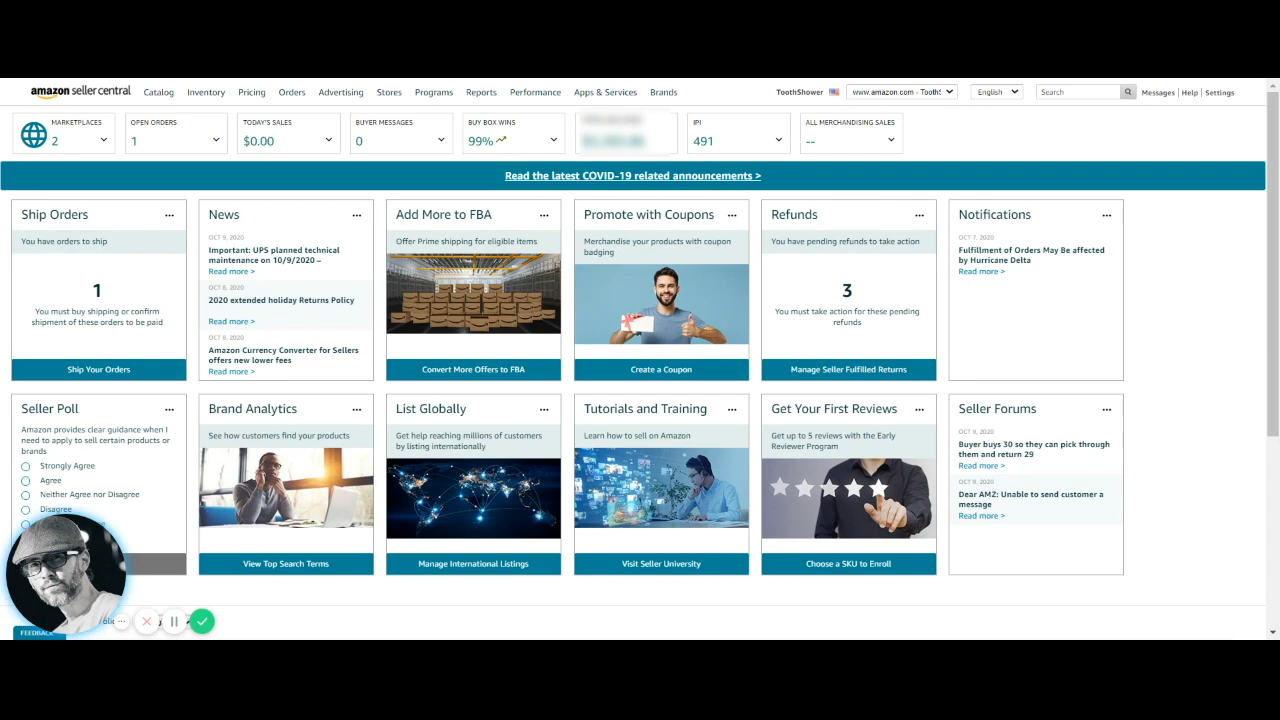 amazon seller central Catalog Inventory Pricing Orders Advertising Stores Programs Reports Performance Apps & Services Brands ToothShower www.amazon.com - ToothS English Search Messages | Help | Settings
MARKETPLACES
2
OPEN ORDERS
1
TODAY'S SALES
$0.00
BUYER MESSAGES
0
BUY BOX WINS
99%
IPI
491
ALL MERCHANDISING SALES
--
Read the latest COVID-19 related announcements >
Ship Orders
You have orders to ship
1
You must buy shipping or confirm
shipment of these orders to be paid
Ship Your Orders
News
OCT 9, 2020
Important: UPS planned technical
maintenance on 10/9/2020 –
Read more >
OCT 8, 2020
2020 extended holiday Returns Policy
Read more >
OCT 8, 2020
Amazon Currency Converter for Sellers
offers new lower fees
Read more >
Add More to FBA
Offer Prime shipping for eligible items
Convert More Offers to FBA
Promote with Coupons
Merchandise your products with coupon
badging
Create a Coupon
Refunds
You have pending refunds to take action
3
You must take action for these pending
refunds
Manage Seller Fulfilled Returns
Notifications
OCT 7, 2020
Fulfillment of Orders May Be affected
by Hurricane Delta
Read more >
Seller Poll
Amazon provides clear guidance when I
need to apply to sell certain products or
brands
Strongly Agree
Agree
Neither Agree nor Disagree
Disagree
Brand Analytics
See how customers find your products
View Top Search Terms
List Globally
Get help reaching millions of customers
by listing internationally
Manage International Listings
Tutorials and Training
Learn how to sell on Amazon
Visit Seller University
Get Your First Reviews
Get up to 5 reviews with the Early
Reviewer Program
Choose a SKU to Enroll
Seller Forums
OCT 9, 2020
Buyer buys 30 so they can pick through
them and return 29
Read more >
OCT 9, 2020
Dear AMZ: Unable to send customer a
message
Read more >
FEEDBACK